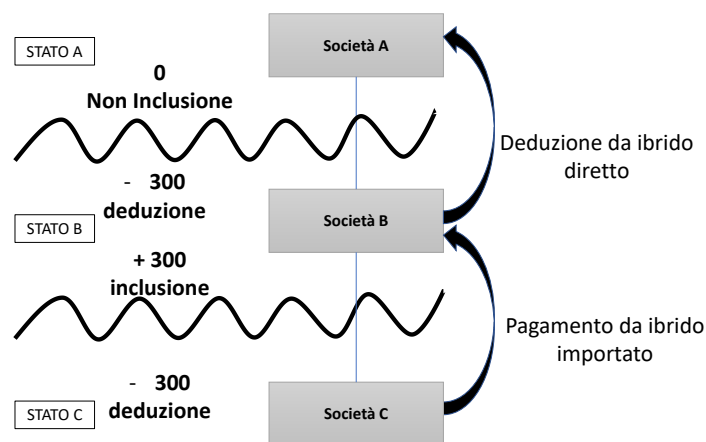 STATO A
Società A
0
Non Inclusione
Deduzione da ibrido
diretto
- 300
deduzione
Società B
STATO B
+ 300
inclusione
Pagamento da ibrido
importato
- 300
deduzione
STATO C
Società C